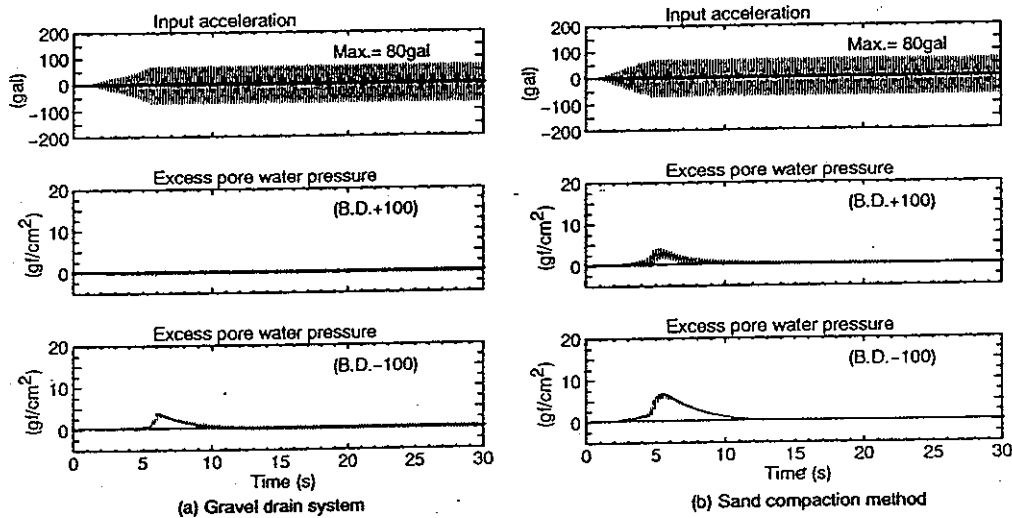 Input acceleration
200
100
0
-100
-200
(gal)
Max.= 80gal
Excess pore water pressure
20
10
0
(gf/cm²)
(B.D.+100)
Excess pore water pressure
20
10
0
(gf/cm²)
(B.D.-100)
0 5 10 15 20 25 30
Time (s)
(a) Gravel drain system
Input acceleration
200
100
0
-100
-200
(gal)
Max.= 80gal
Excess pore water pressure
20
10
0
(gf/cm²)
(B.D.+100)
Excess pore water pressure
20
10
0
(gf/cm²)
(B.D.-100)
0 5 10 15 20 25 30
Time (s)
(b) Sand compaction method